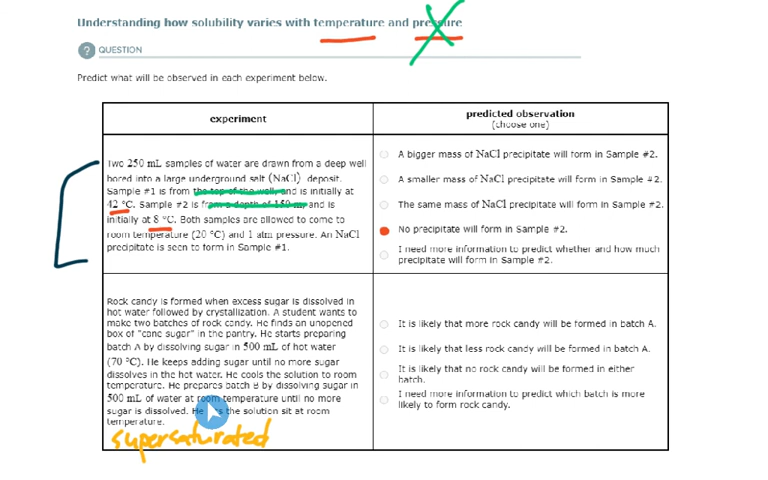 Understanding how solubility varies with temperature and pressure
? QUESTION
Predict what will be observed in each experiment below.
experiment
predicted observation
(choose one)
Two 250 mL samples of water are drawn from a deep well
bored into a large underground salt (NaCl) deposit.
Sample #1 is from the top of the well, and is initially at
42 °C. Sample #2 is from a depth of 150 m, and is
initially at 8 °C. Both samples are allowed to come to
room temperature (20 °C) and 1 atm pressure. An NaCl
precipitate is seen to form in Sample #1.
A bigger mass of NaCl precipitate will form in Sample #2.
A smaller mass of NaCl precipitate will form in Sample #2.
The same mass of NaCl precipitate will form in Sample #2.
No precipitate will form in Sample #2.
I need more information to predict whether and how much
precipitate will form in Sample #2.
Rock candy is formed when excess sugar is dissolved in
hot water followed by crystallization. A student wants to
make two batches of rock candy. He finds an unopened
box of "cane sugar" in the pantry. He starts preparing
batch A by dissolving sugar in 500 mL of hot water
(70 °C). He keeps adding sugar until no more sugar
dissolves in the hot water. He cools the solution to room
temperature. He prepares batch B by dissolving sugar in
500 mL of water at room temperature until no more
sugar is dissolved. He the solution sit at room
temperature.
supersaturated
It is likely that more rock candy will be formed in batch A.
It is likely that less rock candy will be formed in batch A.
It is likely that no rock candy will be formed in either
batch.
I need more information to predict which batch is more
likely to form rock candy.